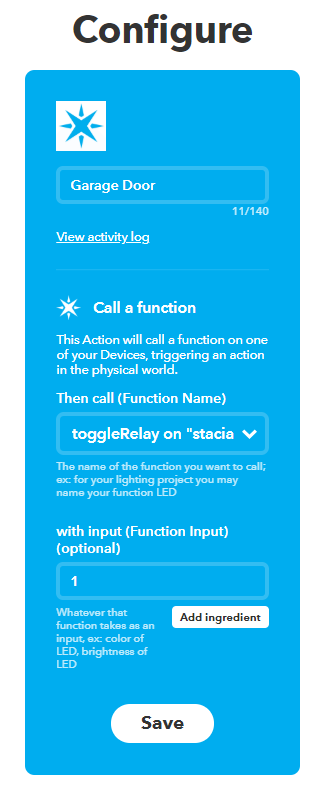 Configure
Garage Door
11/140
View activity log
Call a function
This Action will call a function on one
of your Devices, triggering an action
in the physical world.
Then call (Function Name)
toggleRelay on "stacia
The name of the function you want to call;
ex: for your lighting project you may
name your function LED
with input (Function Input)
(optional)
1
Whatever that
function takes as an
input, ex: color of
LED, brightness of
LED
Add ingredient
Save